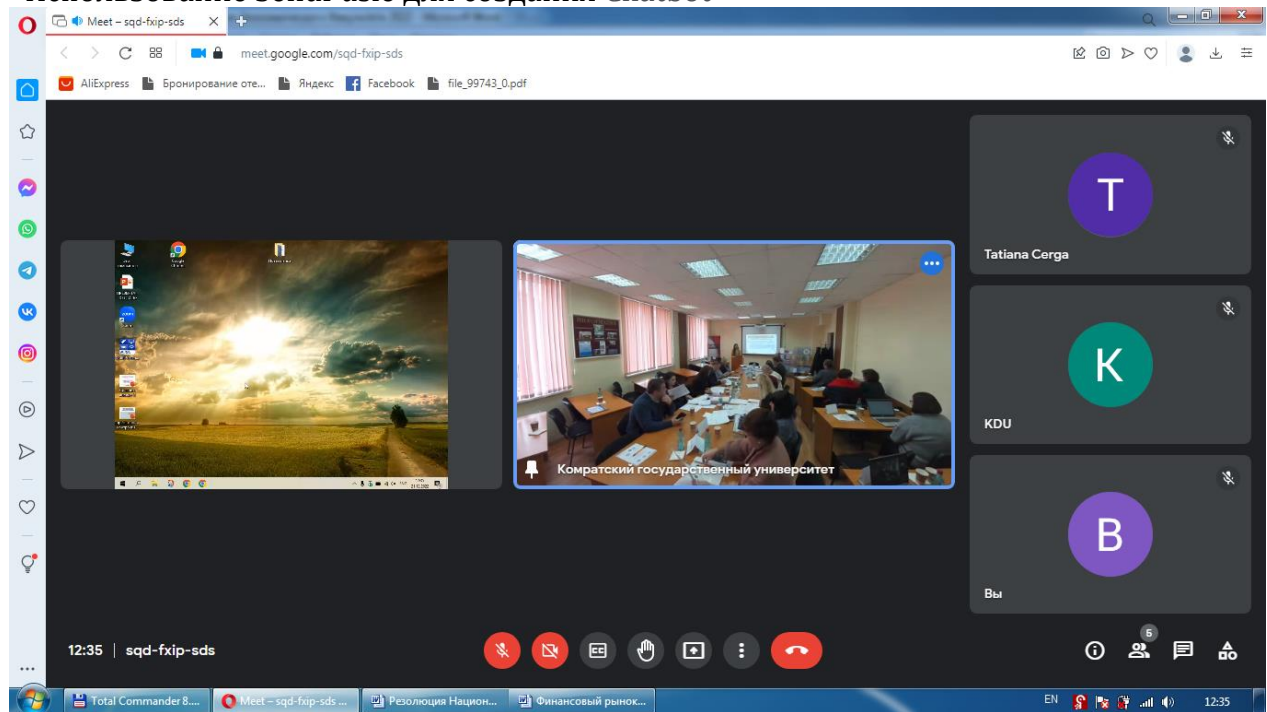 Meet – sqd-fxip-sds
meet.google.com/sqd-fxip-sds
AliExpress Бронирование оте... Яндекс Facebook file_99743_0.pdf
T
Tatiana Cerga
K
KDU
Комратский государственный университет
B
Вы
12:35 | sqd-fxip-sds
CC
5
Total Commander 8.... Meet – sqd-fxip-sds ... Резолюция Национ... Финансовый рынок... EN 12:35